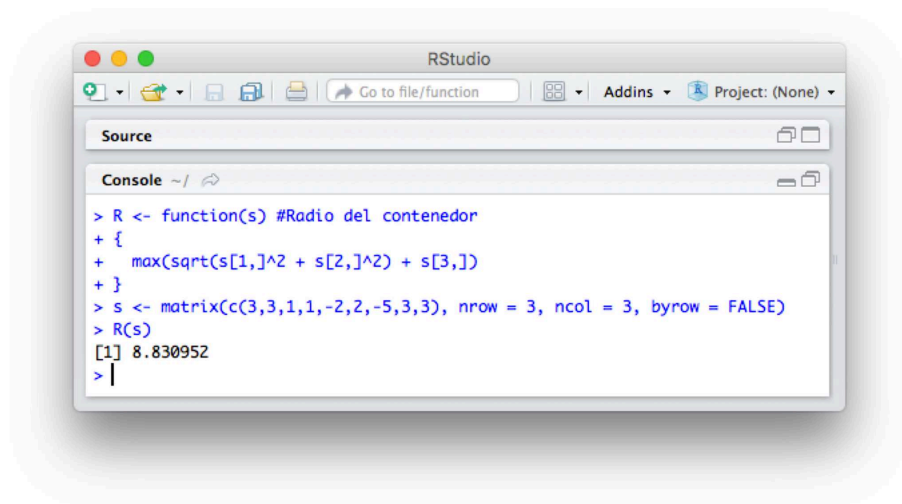 RStudio
Go to file/function
Addins
Project: (None)
Source
Console ~/
> R <- function(s) #Radio del contenedor
+ {
+   max(sqrt(s[1,]^2 + s[2,]^2) + s[3,])
+ }
> s <- matrix(c(3,3,1,1,-2,2,-5,3,3), nrow = 3, ncol = 3, byrow = FALSE)
> R(s)
[1] 8.830952
>